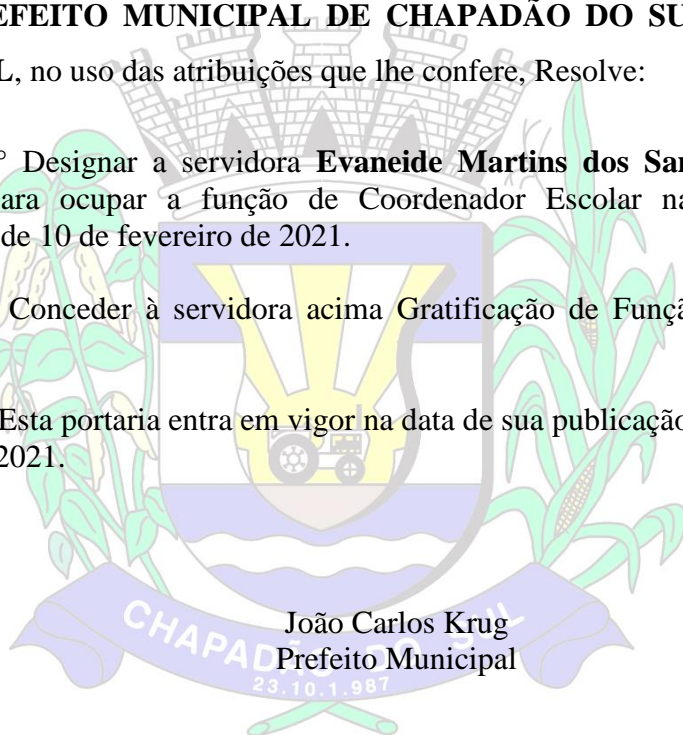 EFEITO MUNICIPAL DE CHAPADÃO DO SU
L, no uso das atribuições que lhe confere, Resolve:
° Designar a servidora Evaneide Martins dos San
ara ocupar a função de Coordenador Escolar na
de 10 de fevereiro de 2021.
Conceder à servidora acima Gratificação de Funçã
Esta portaria entra em vigor na data de sua publicação
2021.
João Carlos Krug
Prefeito Municipal
CHAPADÃO DO SUL
23.10.1.987